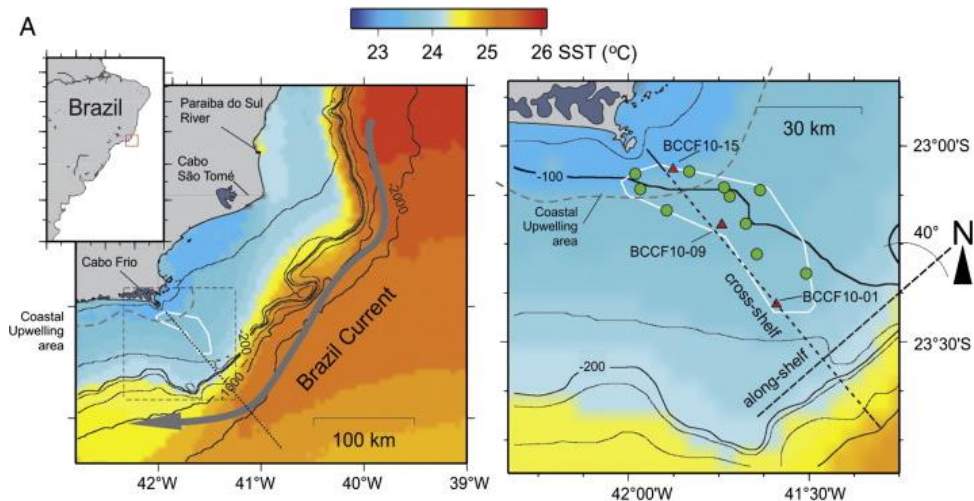 A
23 24 25 26 SST (ºC)
Brazil
Paraiba do Sul
River
Cabo
São Tomé
-2000
Cabo Frio
Coastal
Upwelling
area
-200
-1000
Brazil Current
100 km
42°W 41°W 40°W 39°W
30 km
23°00'S
BCCF10-15
-100
Coastal
Upwelling
area
BCCF10-09
40°
N
BCCF10-01
cross-shelf
23°30'S
along-shelf
-200
42°00'W 41°30'W